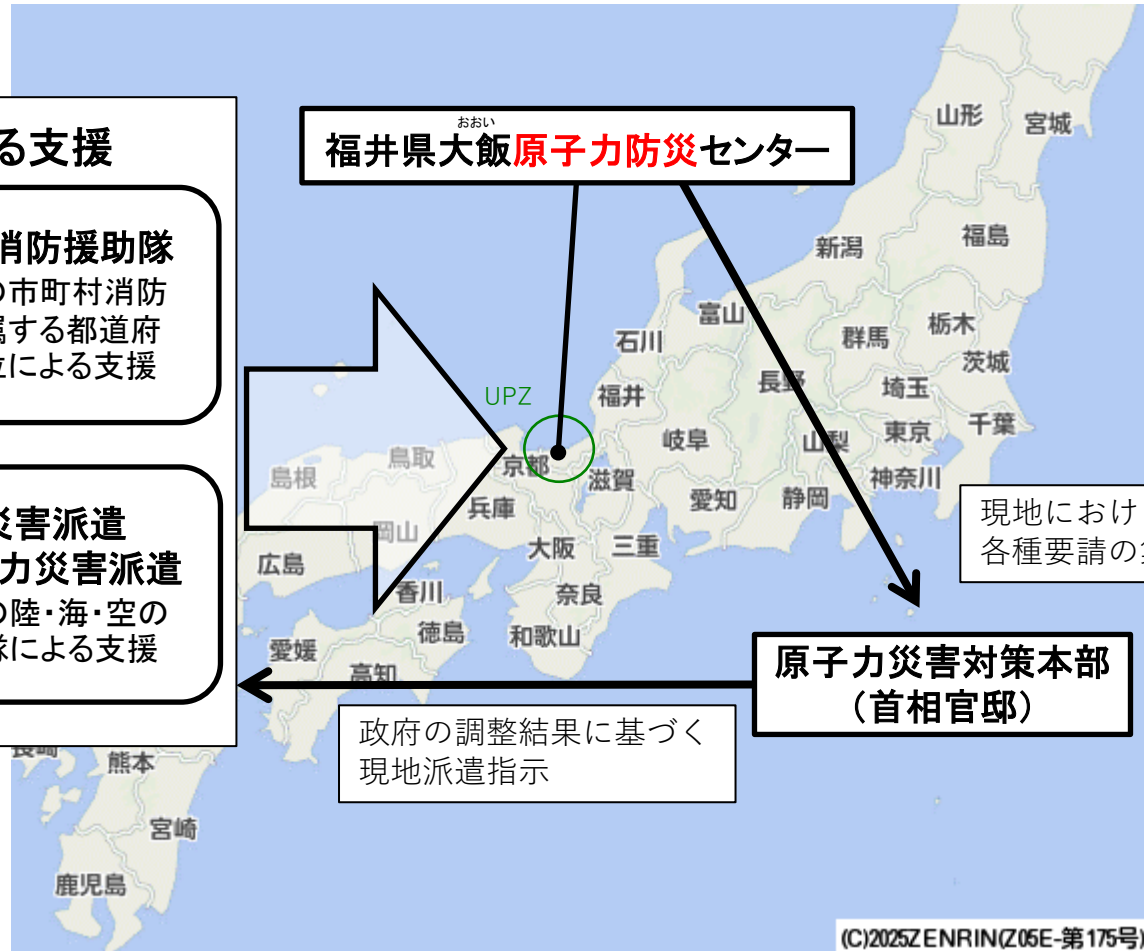 る支援
消防援助隊
の市町村消防
属する都道府
位による支援
災害派遣
力災害派遣
の陸・海・空の
隊による支援
おおい
福井県大飯原子力防災センター
UPZ
現地におけ
各種要請の
原子力災害対策本部
（首相官邸）
政府の調整結果に基づく
現地派遣指示
山形
宮城
新潟
福島
富山
石川
群馬
栃木
茨城
長野
福井
埼玉
岐阜
山梨
東京
千葉
鳥取
京都
滋賀
神奈川
島根
兵庫
愛知
静岡
岡山
大阪
三重
広島
香川
奈良
徳島
和歌山
愛媛
高知
長崎
熊本
宮崎
鹿児島
(C)2025ZENRIN(Z05E-第175号)